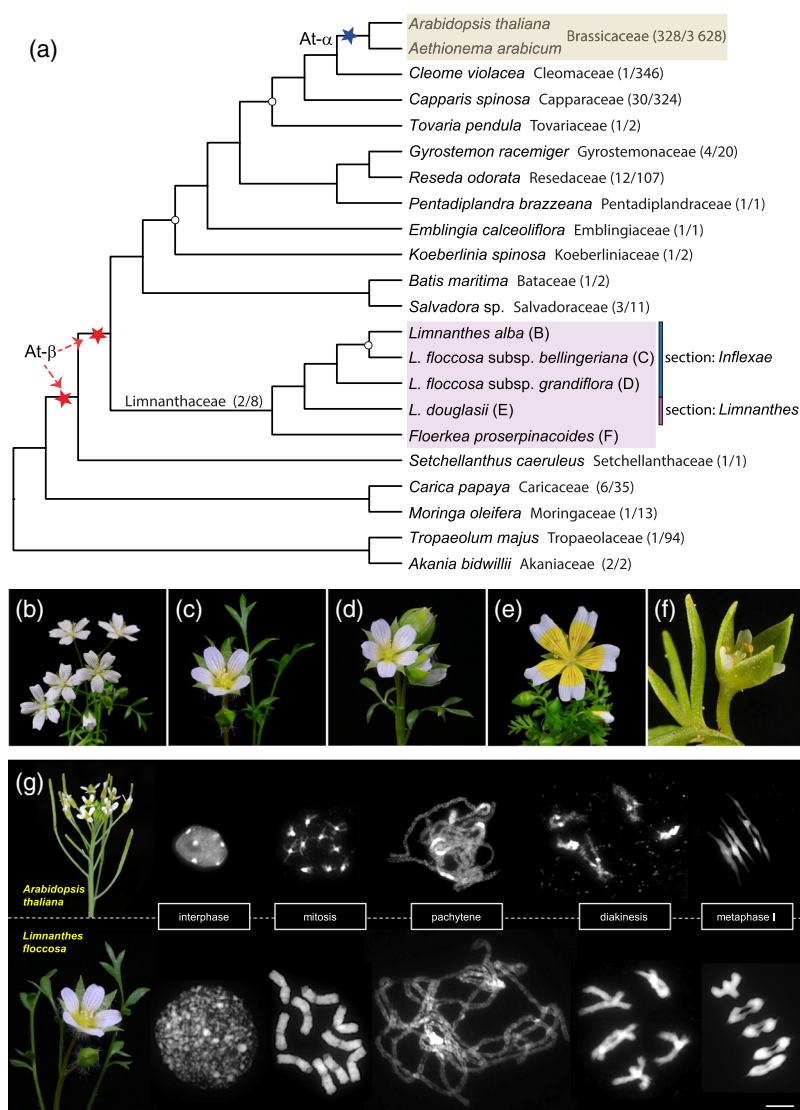 (a)
At-α
Arabidopsis thaliana
Aethionema arabicum
Brassicaceae (328/3 628)
Cleome violacea Cleomaceae (1/346)
Capparis spinosa Capparaceae (30/324)
Tovaria pendula Tovariaceae (1/2)
Gyrostemon racemiger Gyrostemonaceae (4/20)
Reseda odorata Resedaceae (12/107)
Pentadiplandra brazzeana Pentadiplandraceae (1/1)
Emblingia calceoliflora Emblingiaceae (1/1)
Koeberlinia spinosa Koeberliniaceae (1/2)
Batis maritima Bataceae (1/2)
Salvadora sp. Salvadoraceae (3/11)
At-β
Limnanthaceae (2/8)
Limnanthes alba (B)
L. floccosa subsp. bellingeriana (C)
L. floccosa subsp. grandiflora (D)
L. douglasii (E)
Floerkea proserpinacoides (F)
section: Inflexae
section: Limnanthes
Setchellanthus caeruleus Setchellanthaceae (1/1)
Carica papaya Caricaceae (6/35)
Moringa oleifera Moringaceae (1/13)
Tropaeolum majus Tropaeolaceae (1/94)
Akania bidwillii Akaniaceae (2/2)
(b)
(c)
(d)
(e)
(f)
(g)
Arabidopsis
thaliana
interphase
mitosis
pachytene
diakinesis
metaphase I
Limnanthes
floccosa